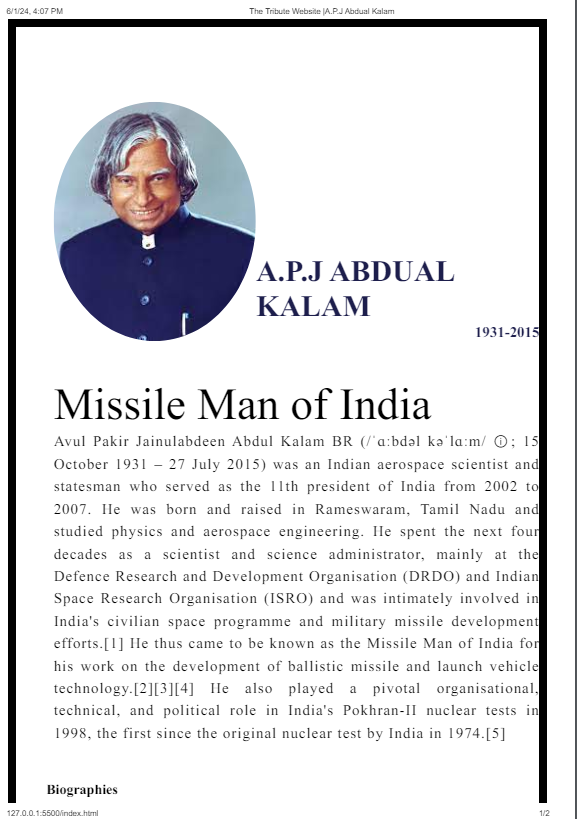 6/1/24, 4:07 PM
The Tribute Website |A.P.J Abdual Kalam
A.P.J ABDUAL
KALAM
1931-2015
Missile Man of India
Avul Pakir Jainulabdeen Abdul Kalam BR (/ˈɑːbdəl kəˈlɑːm/ ⓘ; 15
October 1931 – 27 July 2015) was an Indian aerospace scientist and
statesman who served as the 11th president of India from 2002 to
2007. He was born and raised in Rameswaram, Tamil Nadu and
studied physics and aerospace engineering. He spent the next four
decades as a scientist and science administrator, mainly at the
Defence Research and Development Organisation (DRDO) and Indian
Space Research Organisation (ISRO) and was intimately involved in
India's civilian space programme and military missile development
efforts.[1] He thus came to be known as the Missile Man of India for
his work on the development of ballistic missile and launch vehicle
technology.[2][3][4] He also played a pivotal organisational,
technical, and political role in India's Pokhran-II nuclear tests in
1998, the first since the original nuclear test by India in 1974.[5]
Biographies
127.0.0.1:5500/index.html
1/2